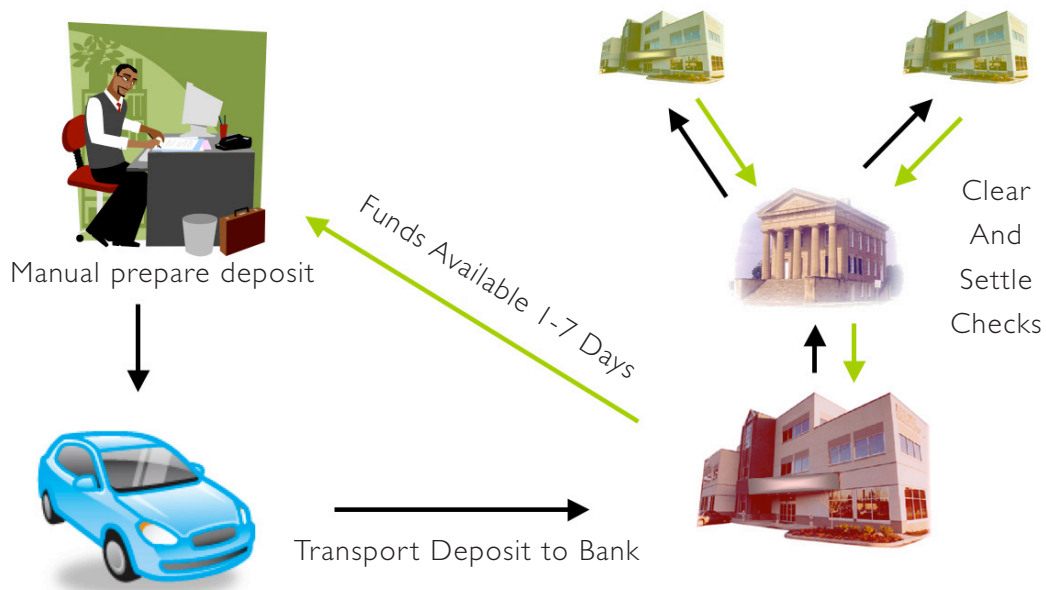 Manual prepare deposit
Funds Available 1-7 Days
Clear
And
Settle
Checks
Transport Deposit to Bank